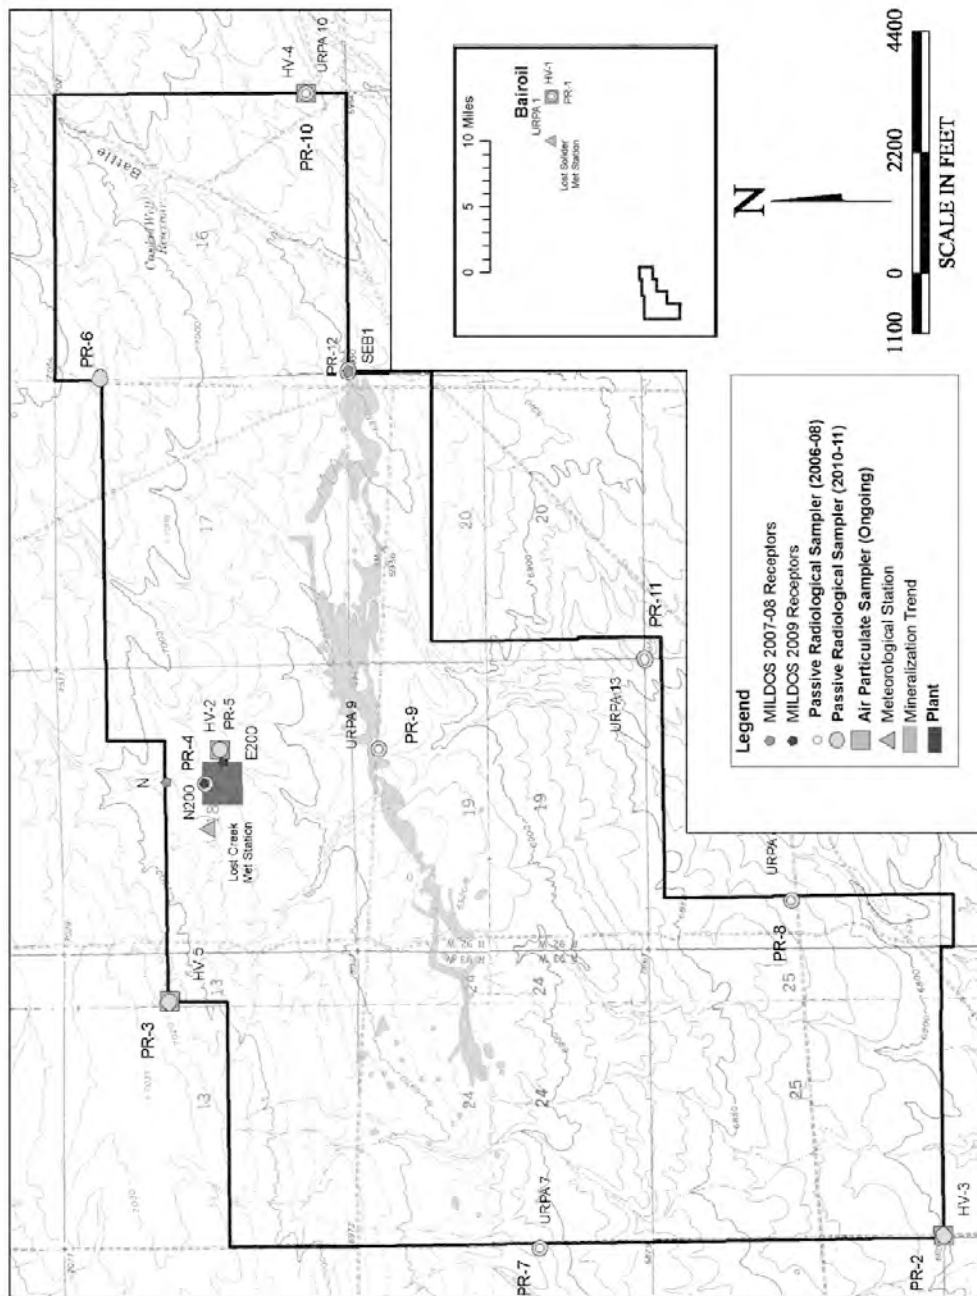 PR-6
HV-4
URPA 10
PR-10
Battle
16
PR-12
SEB1
17
N
PR-4
HV-2
PR-5
N200
E200
Lost Creek
Met Station
URPA 9
PR-9
20
20
PR-11
URPA 13
19
19
HV-5
13
PR-3
13
24
24
24
24
25
25
PR-8
URPA
URPA 7
PR-7
PR-2
HV-3
0 5 10 Miles
Bairoil
URPA 1
HV-1
PR-1
Lost Solider
Met Station
N
1100 0 2200 4400
SCALE IN FEET
Legend
MILDOS 2007-08 Receptors
MILDOS 2009 Receptors
Passive Radiological Sampler (2006-08)
Passive Radiological Sampler (2010-11)
Air Particulate Sampler (Ongoing)
Meteorological Station
Mineralization Trend
Plant